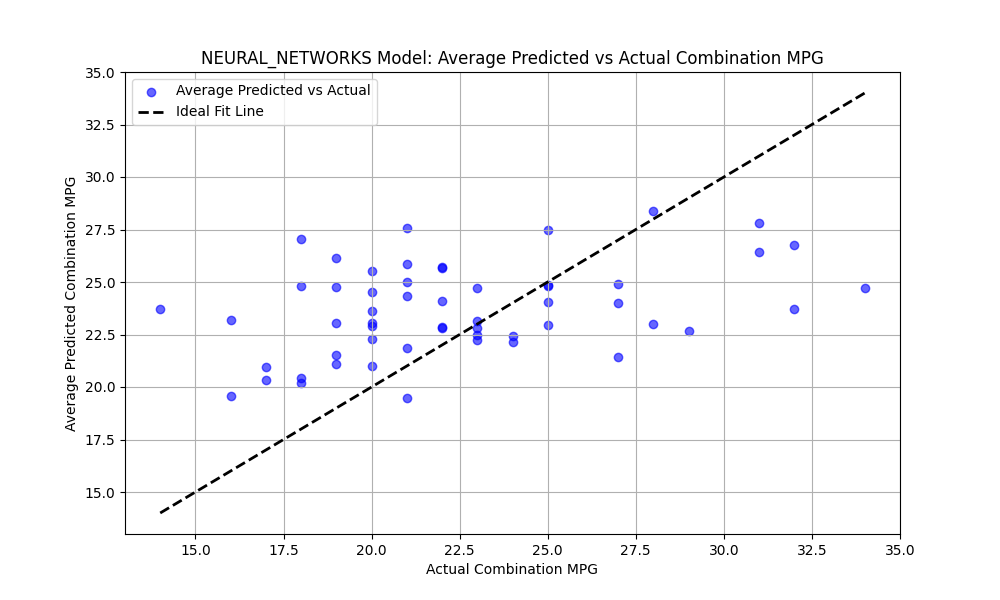 NEURAL_NETWORKS Model: Average Predicted vs Actual Combination MPG
Average Predicted vs Actual
Ideal Fit Line
Average Predicted Combination MPG
35.0
32.5
30.0
27.5
25.0
22.5
20.0
17.5
15.0
15.0 17.5 20.0 22.5 25.0 27.5 30.0 32.5 35.0
Actual Combination MPG